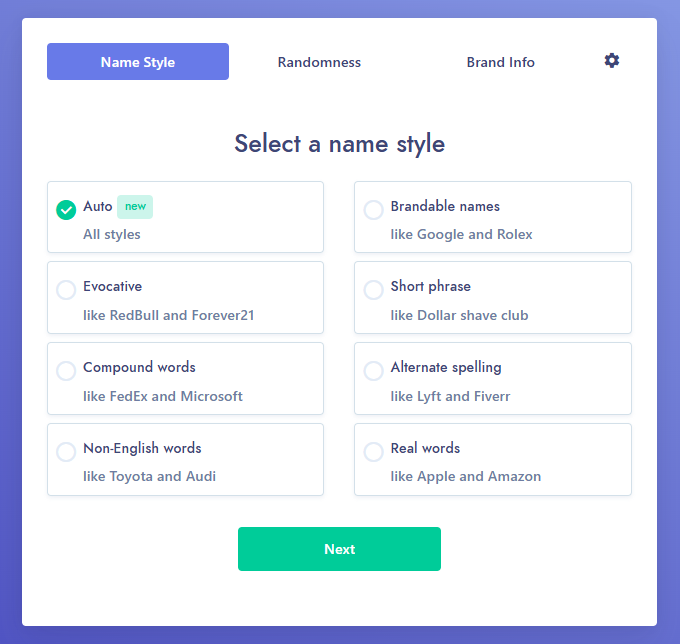 Name Style
Randomness
Brand Info
Select a name style
Auto new
All styles
Brandable names
like Google and Rolex
Evocative
like RedBull and Forever21
Short phrase
like Dollar shave club
Compound words
like FedEx and Microsoft
Alternate spelling
like Lyft and Fiverr
Non-English words
like Toyota and Audi
Real words
like Apple and Amazon
Next